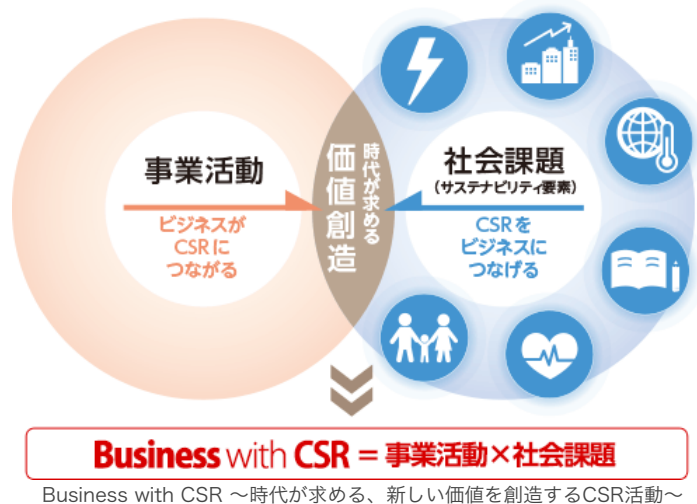 事業活動
ビジネスが
CSRに
つながる
時代が求める
価値創造
社会課題
(サステナビリティ要素)
CSRを
ビジネスに
つなげる
Business with CSR = 事業活動×社会課題
Business with CSR ～時代が求める、新しい価値を創造するCSR活動～